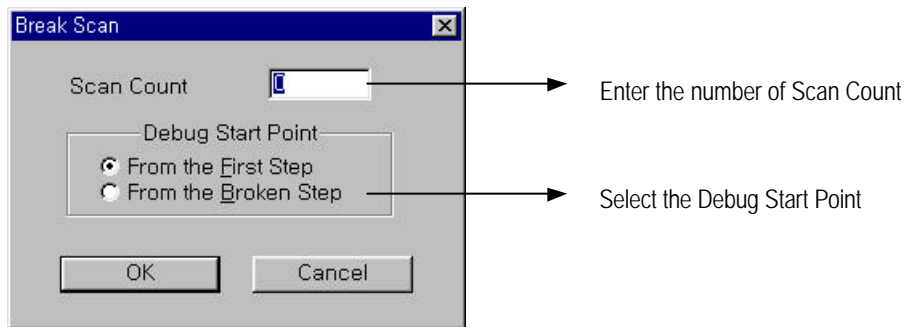 Break Scan
Scan Count
Enter the number of Scan Count
Debug Start Point
From the First Step
From the Broken Step
Select the Debug Start Point
OK
Cancel